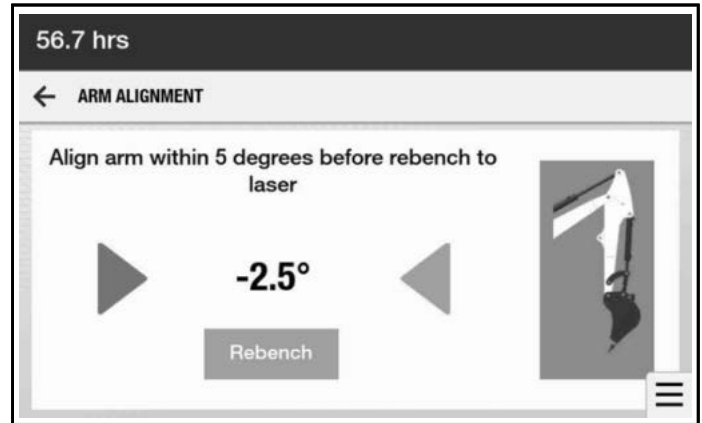 56.7 hrs
ARM ALIGNMENT
Align arm within 5 degrees before rebench to
laser
-2.5°
Rebench